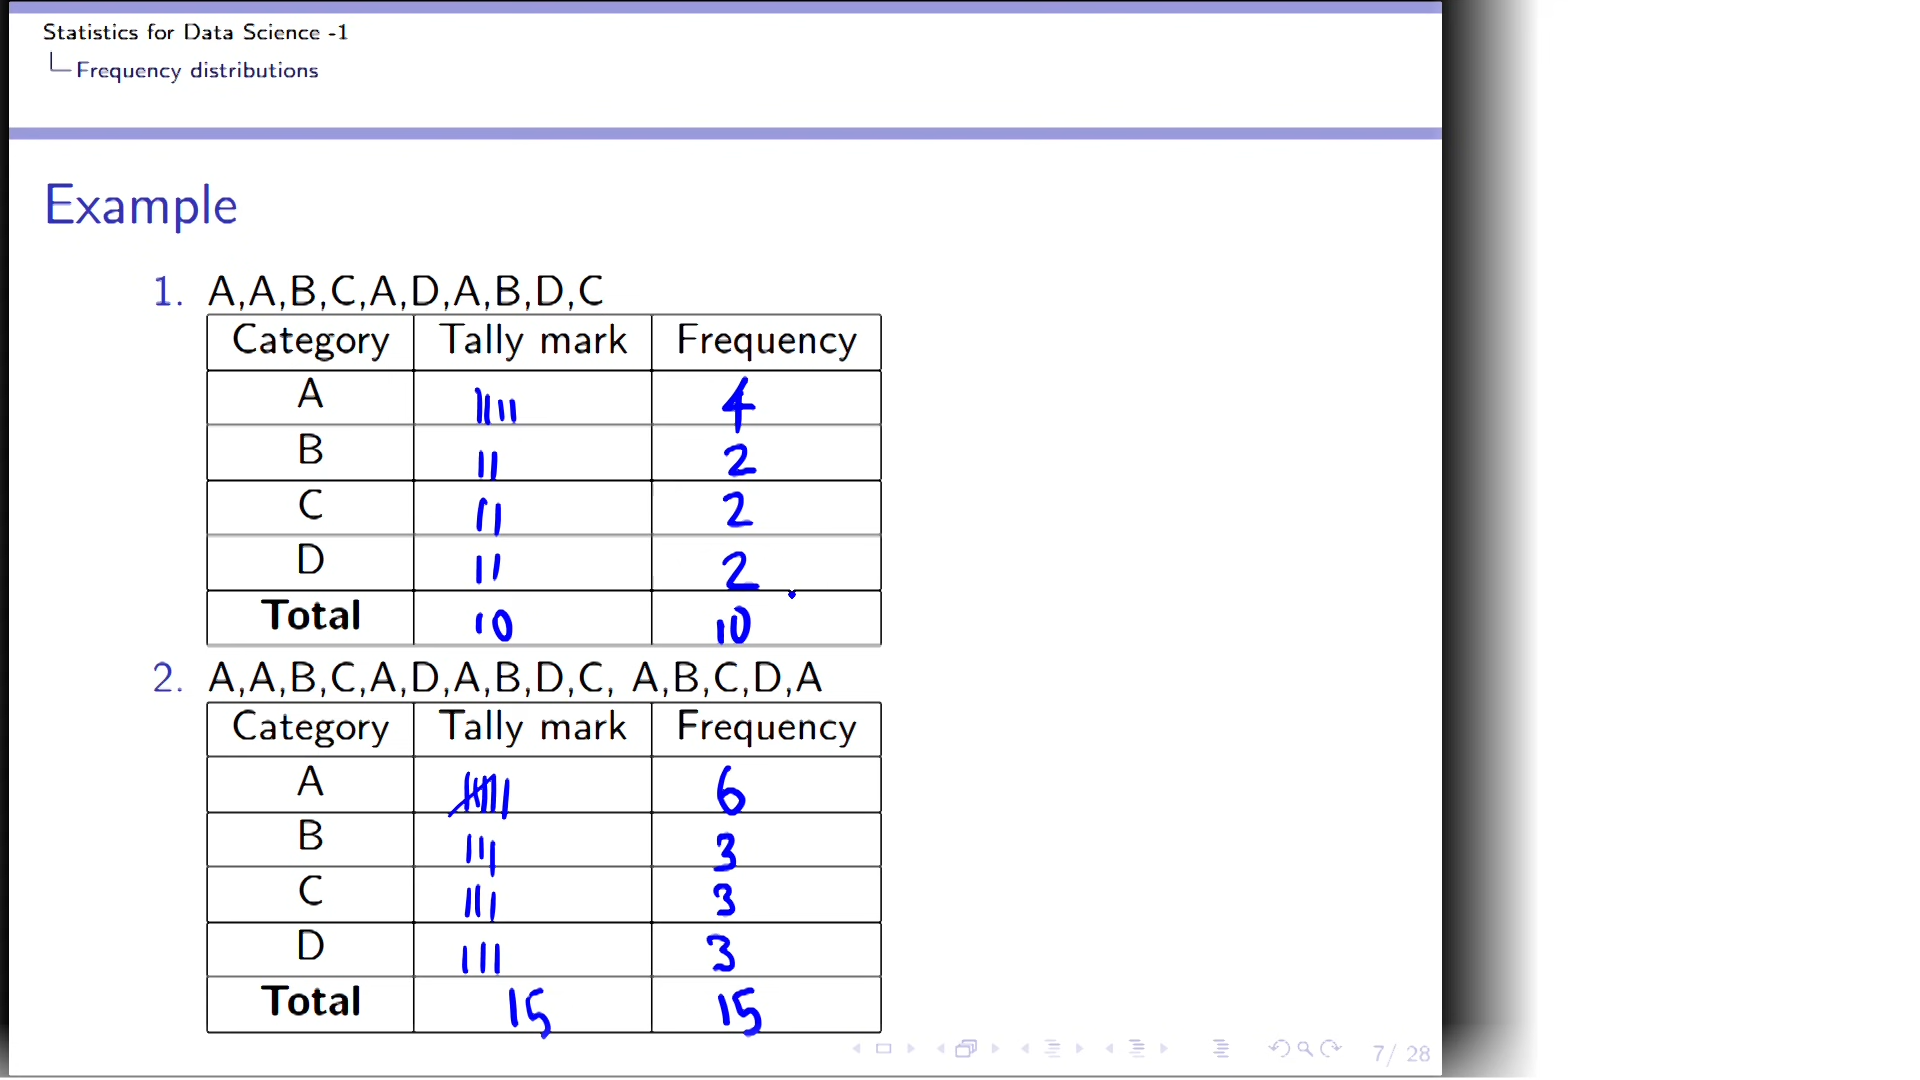 Statistics for Data Science -1
Frequency distributions
Example
1. A,A,B,C,A,D,A,B,D,C
Category Tally mark Frequency
A |||| 4
B || 2
C || 2
D || 2
Total 10 10
2. A,A,B,C,A,D,A,B,D,C, A,B,C,D,A
Category Tally mark Frequency
A 6
B ||| 3
C ||| 3
D ||| 3
Total 15 15
7/ 28